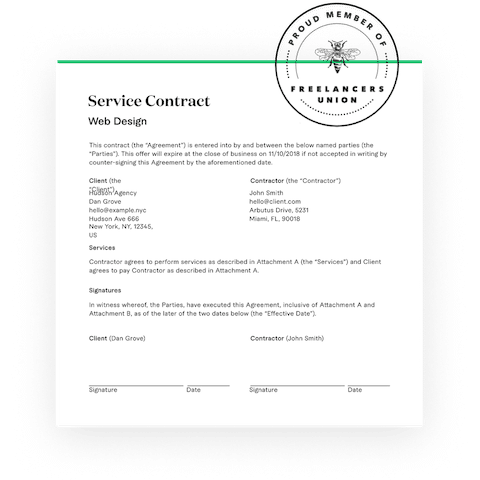 PROUD MEMBER OF
FREELANCERS
UNION
Service Contract
Web Design
This contract (the “Agreement”) is entered into by and between the below named parties (the
“Parties”). This offer will expire at the close of business on 11/10/2018 if not accepted in writing by
counter-signing this Agreement by the aforementioned date.
Client (the
“Client”)
Hudson Agency
Dan Grove
hello@example.nyc
Hudson Ave 666
New York, NY, 12345,
US
Contractor (the “Contractor”)
John Smith
hello@client.com
Arbutus Drive, 5231
Miami, FL, 90018
Services
Contractor agrees to perform services as described in Attachment A (the “Services”) and Client
agrees to pay Contractor as described in Attachment A.
Signatures
In witness whereof, the Parties, have executed this Agreement, inclusive of Attachment A and
Attachment B, as of the later of the two dates below (the “Effective Date”).
Client (Dan Grove)
Contractor (John Smith)
Signature
Date
Signature
Date